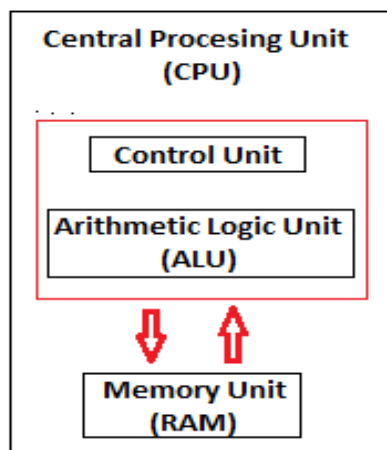 Central Procesing Unit
(CPU)
. . .
Control Unit
Arithmetic Logic Unit
(ALU)
Memory Unit
(RAM)